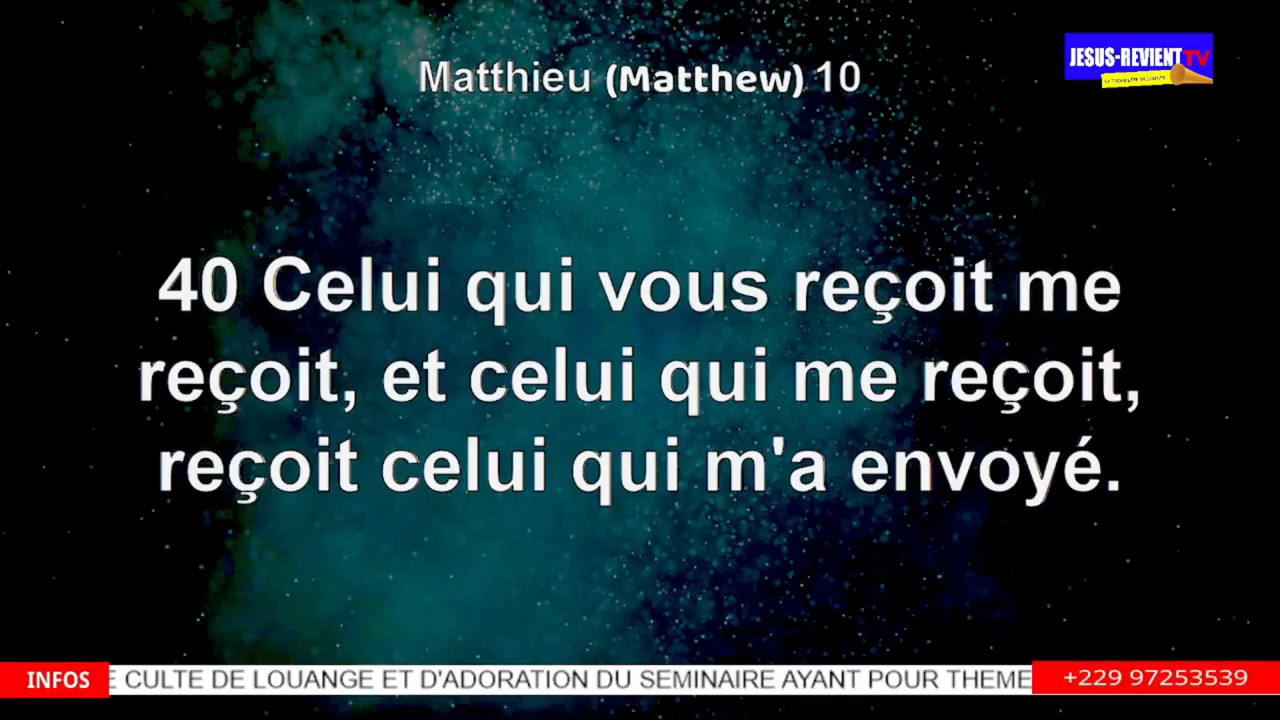 Matthieu (Matthew) 10
JESUS-REVIENT TV
40 Celui qui vous reçoit me
reçoit, et celui qui me reçoit,
reçoit celui qui m'a envoyé.
INFOS
CULTE DE LOUANGE ET D'ADORATION DU SEMINAIRE AYANT POUR THEME
+229 97253539